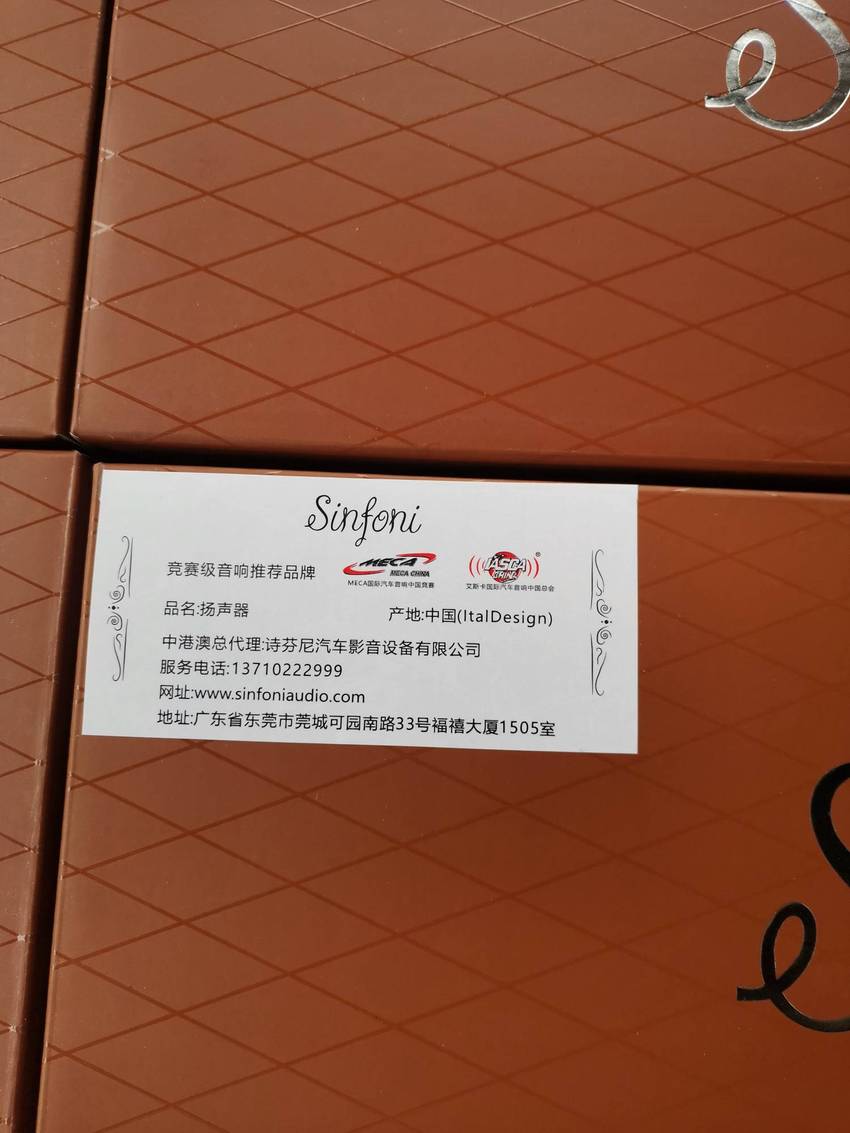 Sinfoni
竞赛级音响推荐品牌
MECA
MECA CHINA
MECA国际汽车音响中国竞赛
IASCA
CHINA
®
艾斯卡国际汽车音响中国总会
品名:扬声器
产地:中国(ItalDesign)
中港澳总代理:诗芬尼汽车影音设备有限公司
服务电话:13710222999
网址:www.sinfoniaudio.com
地址:广东省东莞市莞城可园南路33号福禧大厦1505室